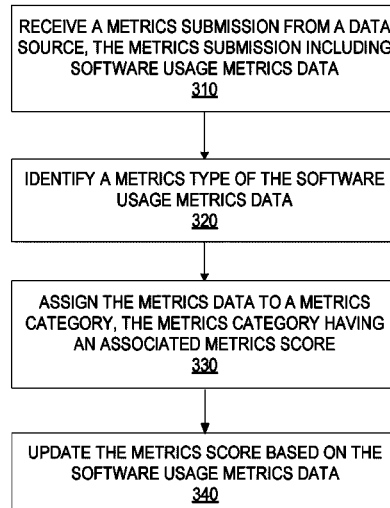 RECEIVE A METRICS SUBMISSION FROM A DATA
SOURCE, THE METRICS SUBMISSION INCLUDING
SOFTWARE USAGE METRICS DATA
310
IDENTIFY A METRICS TYPE OF THE SOFTWARE
USAGE METRICS DATA
320
ASSIGN THE METRICS DATA TO A METRICS
CATEGORY, THE METRICS CATEGORY HAVING
AN ASSOCIATED METRICS SCORE
330
UPDATE THE METRICS SCORE BASED ON THE
SOFTWARE USAGE METRICS DATA
340